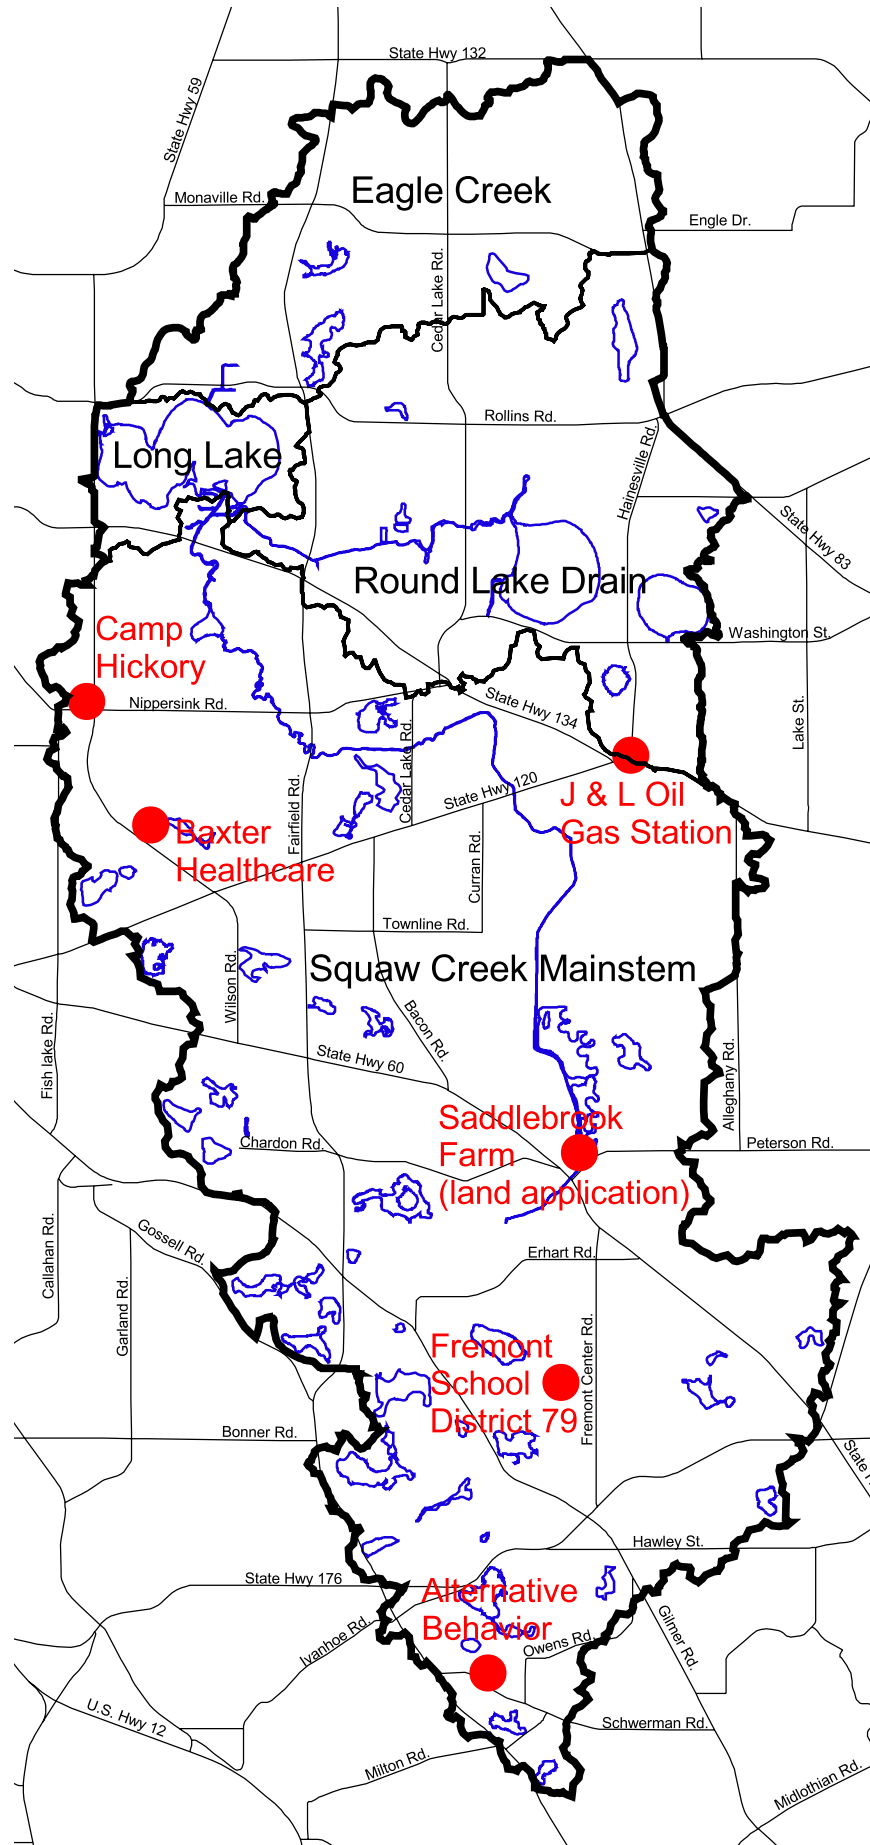 State Hwy 132
State Hwy 59
Eagle Creek
Monaville Rd.
Engle Dr.
Cedar Lake Rd.
Rollins Rd.
Long Lake
Hainesville Rd.
State Hwy 83
Round Lake Drain
Camp
Hickory
Washington St.
Nippersink Rd.
State Hwy 134
Lake St.
Cedar Lake Rd.
State Hwy 120
J & L Oil
Gas Station
Fairfield Rd.
Baxter
Healthcare
Curran Rd.
Townline Rd.
Squaw Creek Mainstem
Wilson Rd.
Bacon Rd.
Fish lake Rd.
State Hwy 60
Alleghany Rd.
Saddlebrook
Farm
(land application)
Chardon Rd.
Peterson Rd.
Callahan Rd.
Gossell Rd.
Erhart Rd.
Garland Rd.
Fremont Center Rd.
Fremont
School
District 79
Bonner Rd.
State
Hawley St.
State Hwy 176
Alternative
Behavior
Ivanhoe Rd.
Owens Rd.
Gilmer Rd.
U.S. Hwy 12
Schwerman Rd.
Milton Rd.
Midlothian Rd.